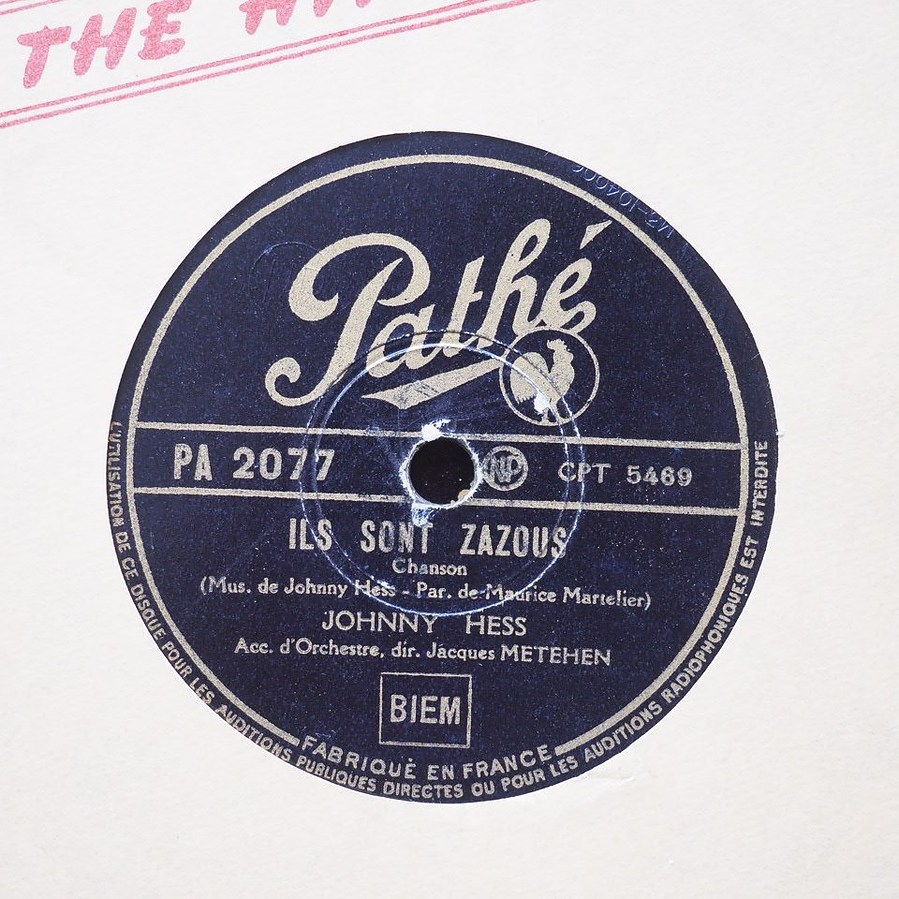 THE
Pathé
PA 2077 NP CPT 5469
ILS SONT ZAZOUS
Chanson
(Mus. de Johnny Hess - Par. de Maurice Martelier)
JOHNNY HESS
Acc. d'Orchestre, dir. Jacques METEHEN
BIEM
FABRIQUÉ EN FRANCE
L'UTILISATION DE CE DISQUE POUR LES AUDITIONS PUBLIQUES DIRECTES OU POUR LES AUDITIONS RADIOPHONIQUES EST INTERDITE